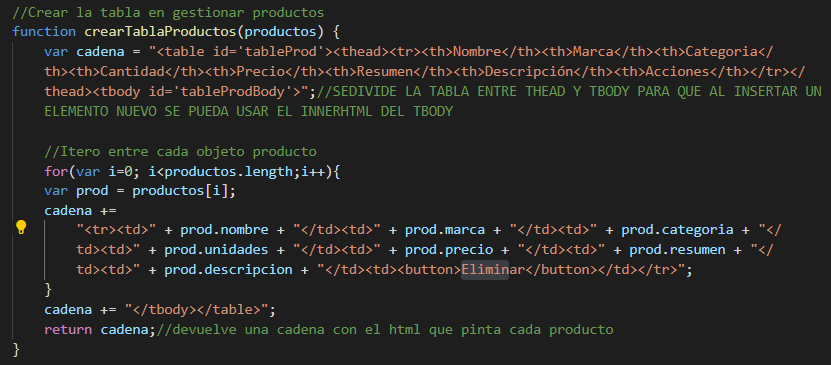 //Crear la tabla en gestionar productos
function crearTablaProductos(productos) {
var cadena = "<table id='tableProd'><thead><tr><th>Nombre</th><th>Marca</th><th>Categoria</
th><th>Cantidad</th><th>Precio</th><th>Resumen</th><th>Descripción</th><th>Acciones</th></tr></
thead><tbody id='tableProdBody'>";//SEDIVIDE LA TABLA ENTRE THEAD Y TBODY PARA QUE AL INSERTAR UN
ELEMENTO NUEVO SE PUEDA USAR EL INNERHTML DEL TBODY
//Itero entre cada objeto producto
for(var i=0; i<productos.length;i++){
var prod = productos[i];
cadena +=
"<tr><td>" + prod.nombre + "</td><td>" + prod.marca + "</td><td>" + prod.categoria + "</
td><td>" + prod.unidades + "</td><td>" + prod.precio + "</td><td>" + prod.resumen + "</
td><td>" + prod.descripcion + "</td><td><button>Eliminar</button></td></tr>";
}
cadena += "</tbody></table>";
return cadena;//devuelve una cadena con el html que pinta cada producto
}